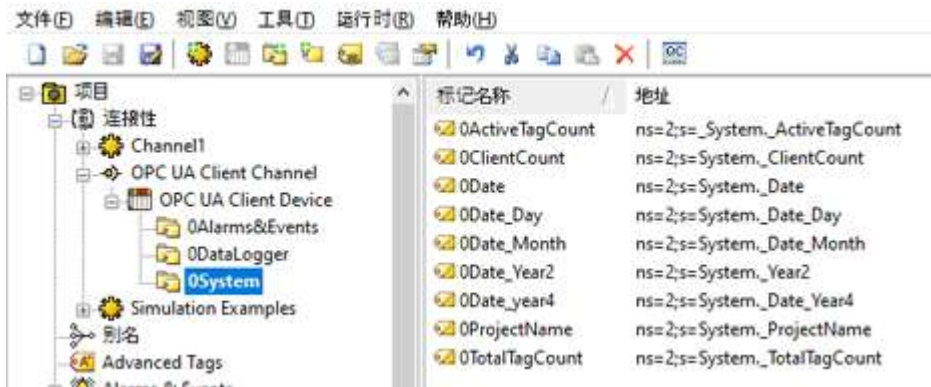 文件(F) 编辑(E) 视图(V) 工具(T) 运行时(R) 帮助(H)
QC
项目
连接性
Channel1
OPC UA Client Channel
OPC UA Client Device
0Alarms&Events
0DataLogger
0System
Simulation Examples
别名
Advanced Tags
Alarms & Events
标记名称 / 地址
0ActiveTagCount ns=2;s=_System._ActiveTagCount
0ClientCount ns=2;s=System._ClientCount
0Date ns=2;s=System._Date
0Date_Day ns=2;s=System._Date_Day
0Date_Month ns=2;s=System._Date_Month
0Date_Year2 ns=2;s=System._Year2
0Date_year4 ns=2;s=System._Date_Year4
0ProjectName ns=2;s=System._ProjectName
0TotalTagCount ns=2;s=System._TotalTagCount